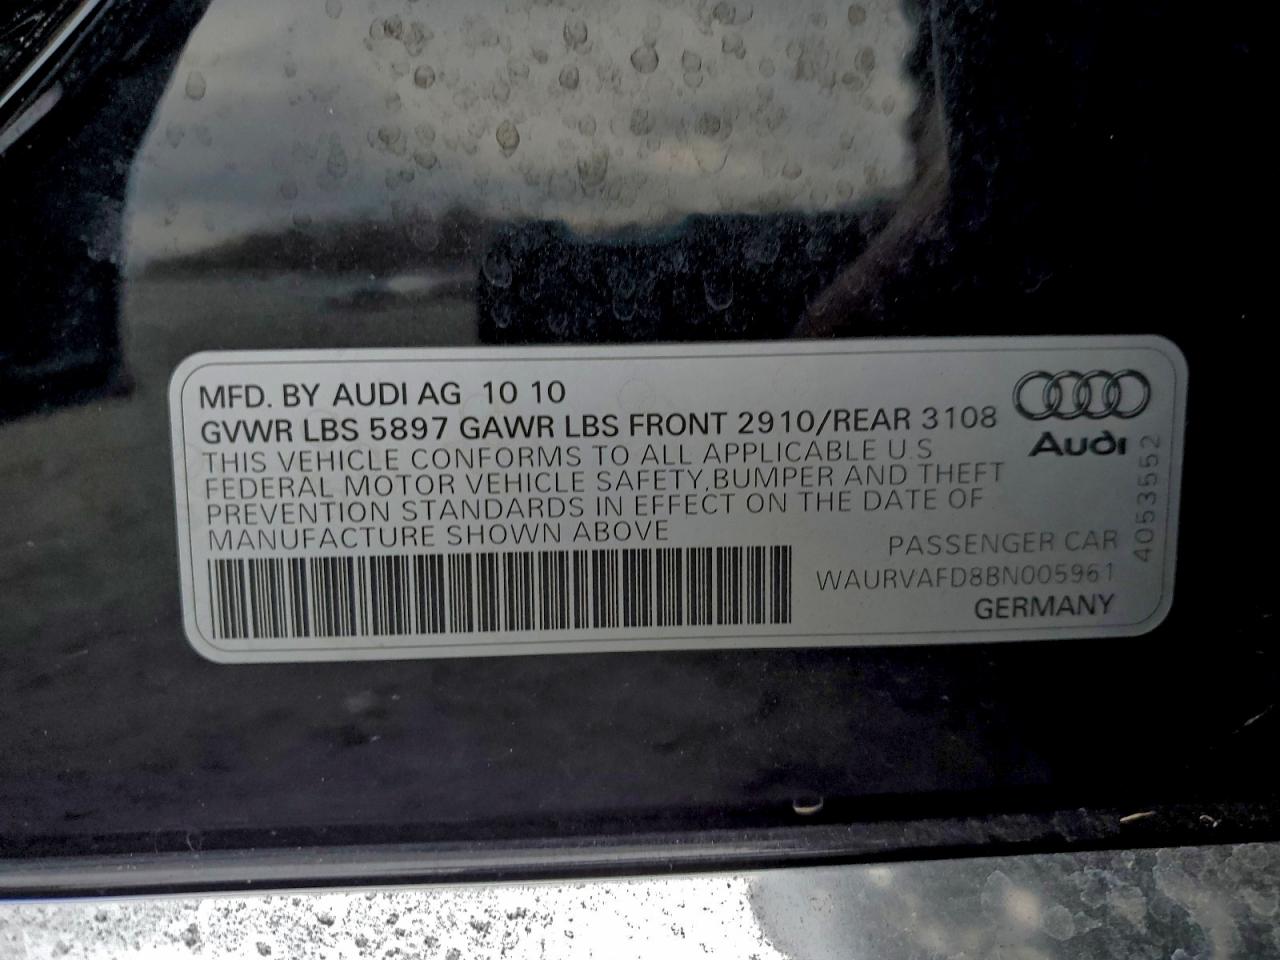 MFD. BY AUDI AG 10 10
GVWR LBS 5897 GAWR LBS FRONT 2910/REAR 3108
THIS VEHICLE CONFORMS TO ALL APPLICABLE U.S
FEDERAL MOTOR VEHICLE SAFETY,BUMPER AND THEFT
PREVENTION STANDARDS IN EFFECT ON THE DATE OF
MANUFACTURE SHOWN ABOVE
Audi
4053552
PASSENGER CAR
WAURVAFD8BN005961
GERMANY